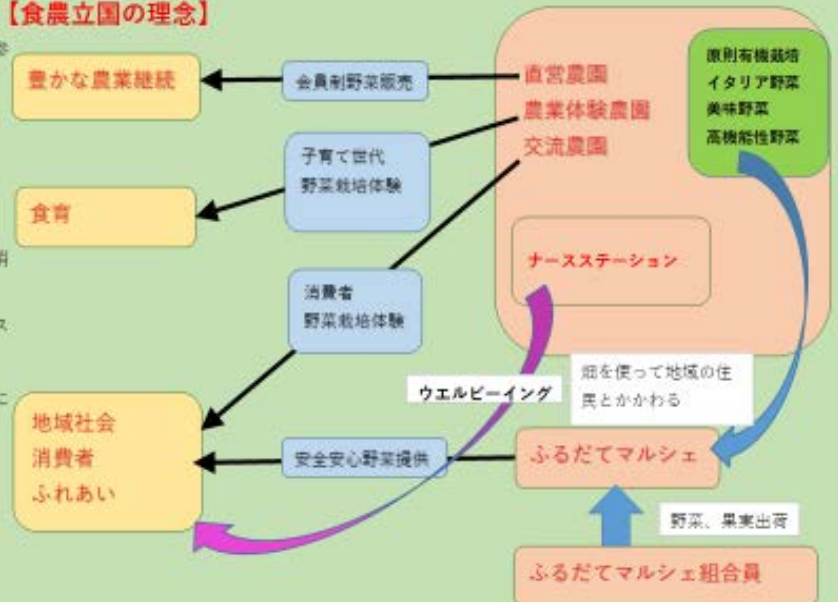 【食農立国の理念】
豊かな農業継続
会員制野菜販売
直営農園
農業体験農園
交流農園
原則有機栽培
イタリア野菜
美味野菜
高機能性野菜
子育て世代
野菜栽培体験
食育
ナースステーション
消費者
野菜栽培体験
ウエルビーイング
畑を使って地域の住
民とかかわる
地域社会
消費者
ふれあい
安全安心野菜提供
ふるだてマルシェ
野菜、果実出荷
ふるだてマルシェ組合員